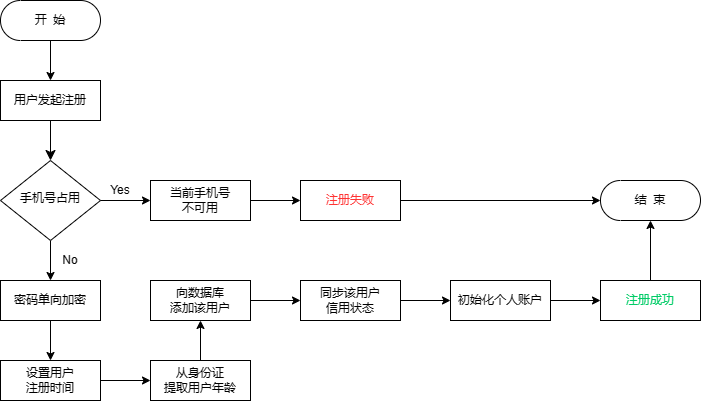 开 始
用户发起注册
手机号占用
Yes
当前手机号
不可用
注册失败
结 束
No
密码单向加密
向数据库
添加该用户
同步该用户
信用状态
初始化个人账户
注册成功
设置用户
注册时间
从身份证
提取用户年龄